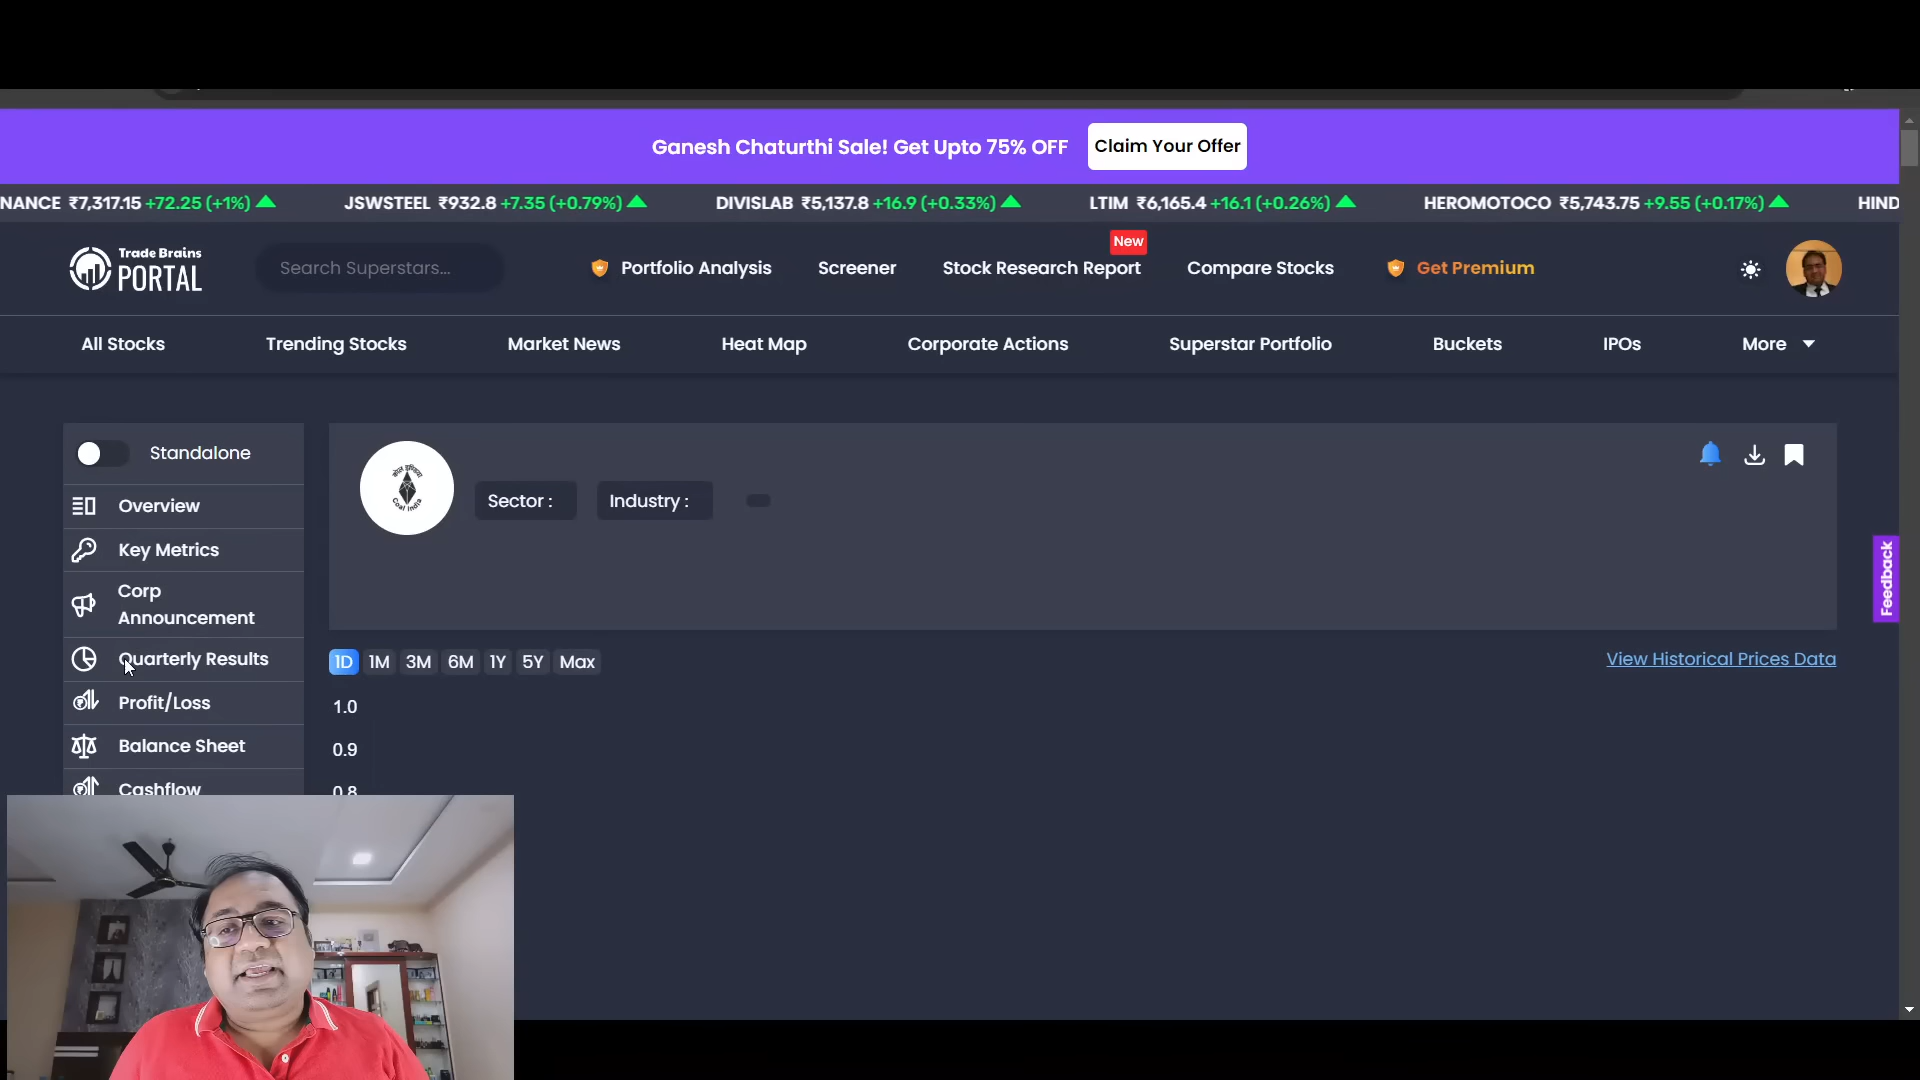 Ganesh Chaturthi Sale! Get Upto 75% OFF Claim Your Offer
NANCE ₹7,317.15 +72.25 (+1%) JSWSTEEL ₹932.8 +7.35 (+0.79%) DIVISLAB ₹5,137.8 +16.9 (+0.33%) LTIM ₹6,165.4 +16.1 (+0.26%) HEROMOTOCO ₹5,743.75 +9.55 (+0.17%) HIND
New
Trade Brains
PORTAL
Search Superstars... Portfolio Analysis Screener Stock Research Report Compare Stocks Get Premium
All Stocks Trending Stocks Market News Heat Map Corporate Actions Superstar Portfolio Buckets IPOs More
Standalone
Overview
Key Metrics
Corp
Announcement
Quarterly Results
Profit/Loss
Balance Sheet
Cashflow
कोल इण्डिया
Coal India
Sector : Industry :
1D 1M 3M 6M 1Y 5Y Max View Historical Prices Data
1.0
0.9
0.8
Feedback